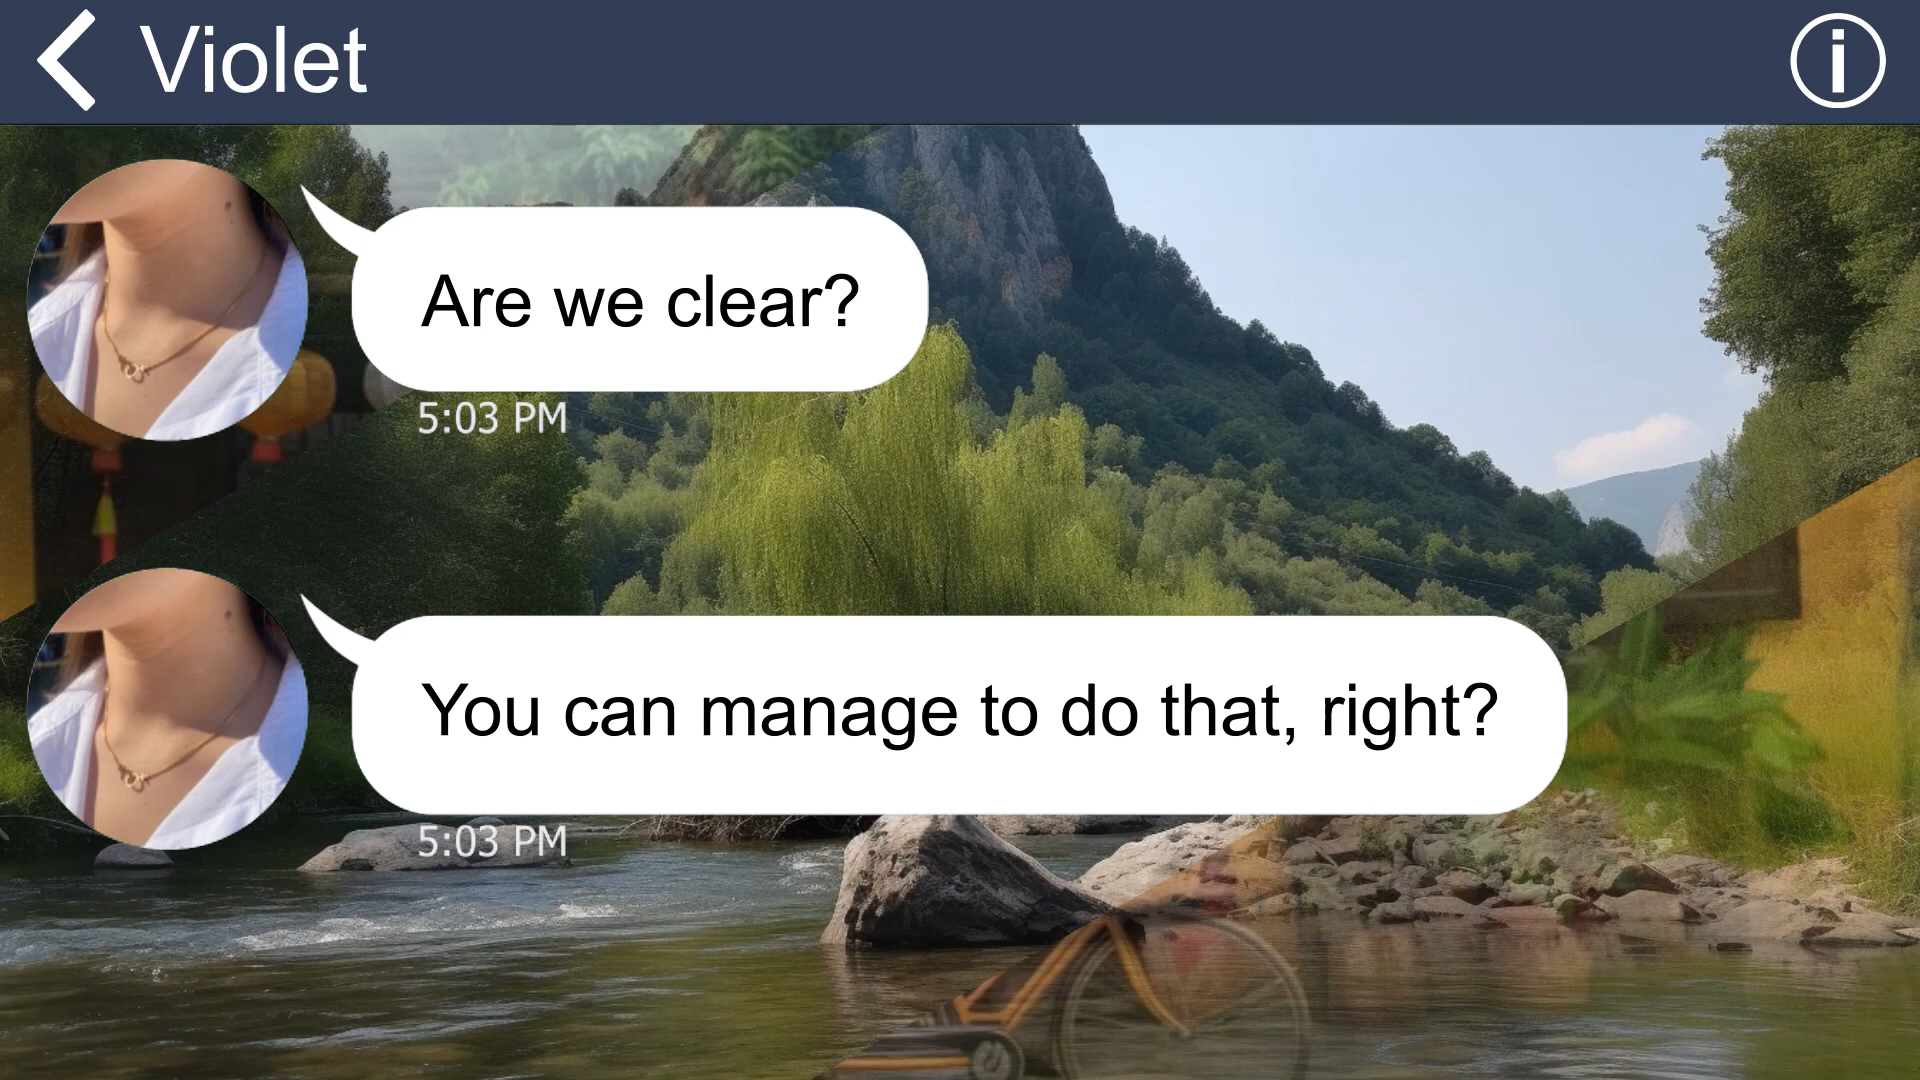 Violet
Are we clear?
5:03 PM
You can manage to do that, right?
5:03 PM